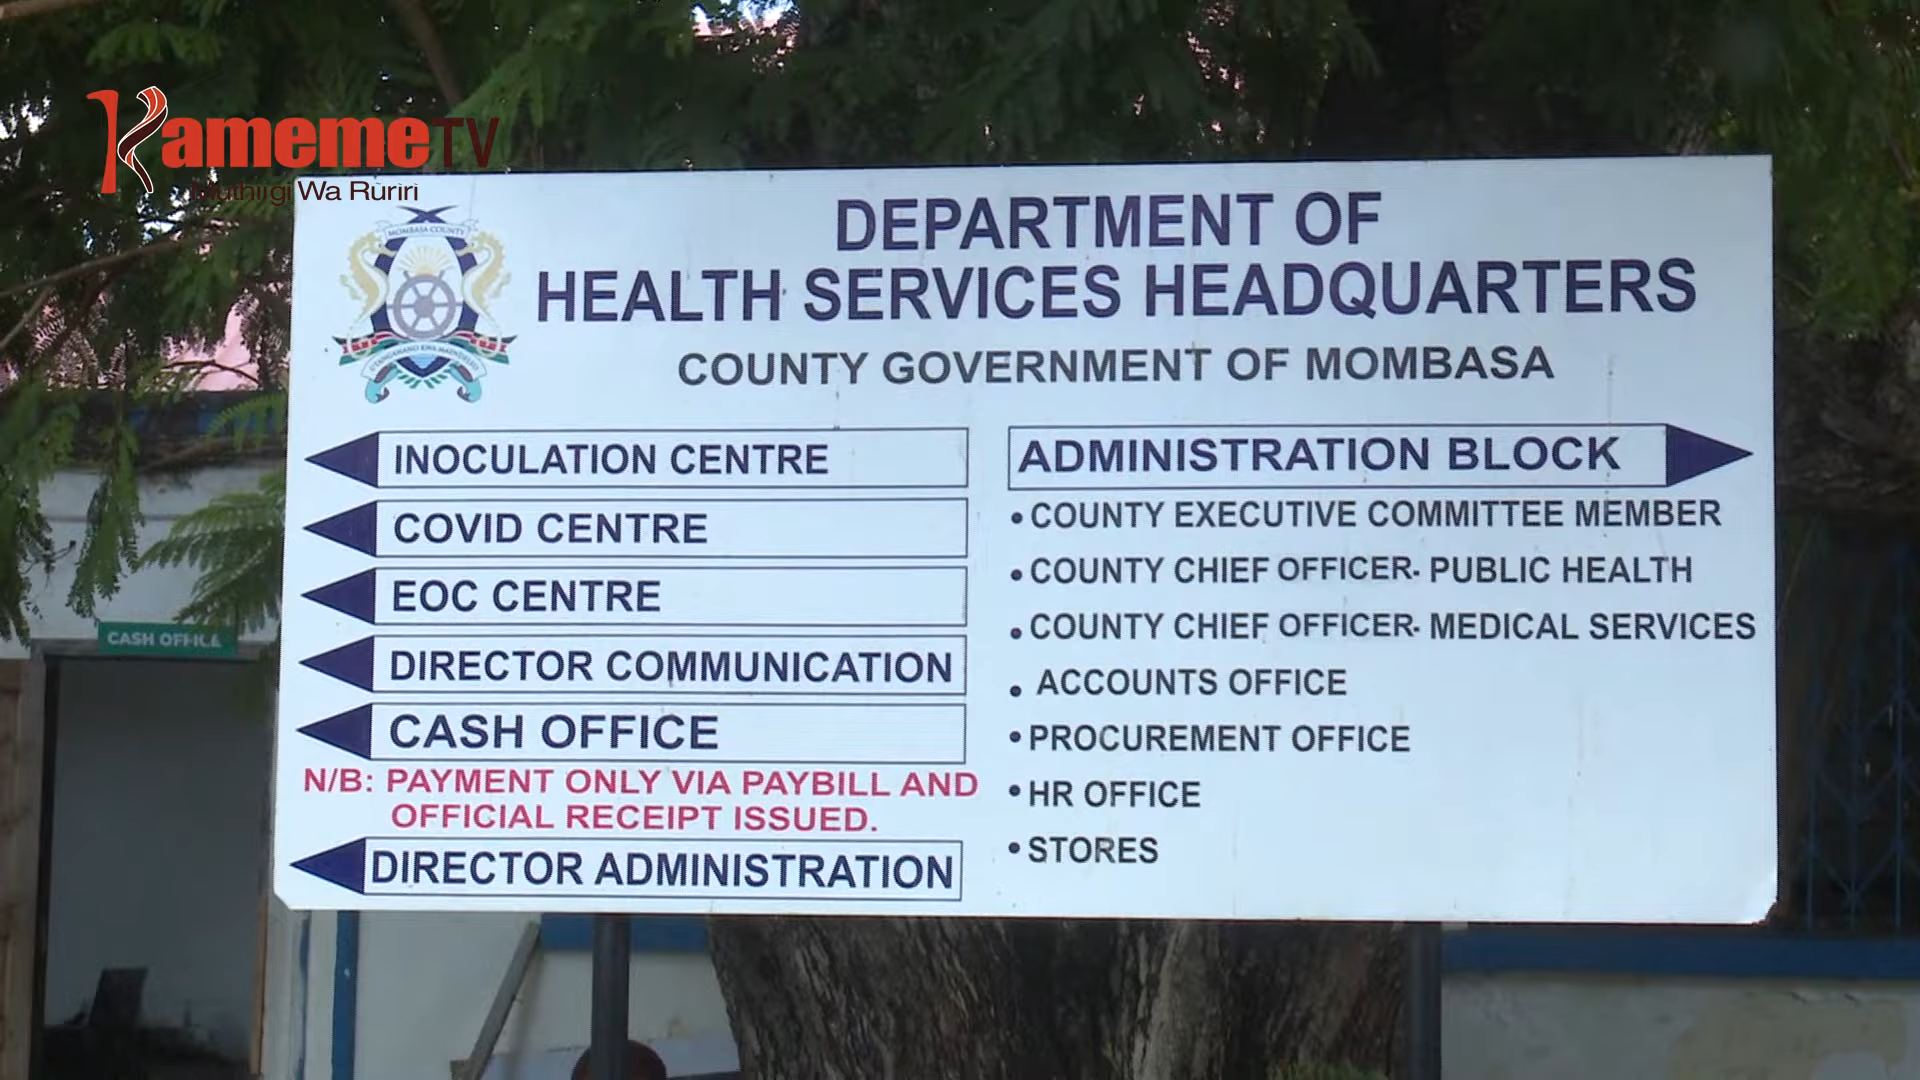 Kameme TV
Muthiigi Wa Ruriri
MOMBASA COUNTY
DEPARTMENT OF
HEALTH SERVICES HEADQUARTERS
COUNTY GOVERNMENT OF MOMBASA
INOCULATION CENTRE
COVID CENTRE
EOC CENTRE
DIRECTOR COMMUNICATION
CASH OFFICE
N/B: PAYMENT ONLY VIA PAYBILL AND
OFFICIAL RECEIPT ISSUED.
DIRECTOR ADMINISTRATION
ADMINISTRATION BLOCK
• COUNTY EXECUTIVE COMMITTEE MEMBER
• COUNTY CHIEF OFFICER- PUBLIC HEALTH
• COUNTY CHIEF OFFICER- MEDICAL SERVICES
• ACCOUNTS OFFICE
• PROCUREMENT OFFICE
• HR OFFICE
• STORES
CASH OFFICE